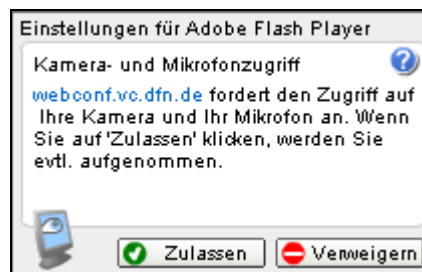 Einstellungen für Adobe Flash Player
Kamera- und Mikrofonzugriff
webconf.vc.dfn.de fordert den Zugriff auf
Ihre Kamera und Ihr Mikrofon an. Wenn
Sie auf 'Zulassen' klicken, werden Sie
evtl. aufgenommen.
Zulassen Verweigern